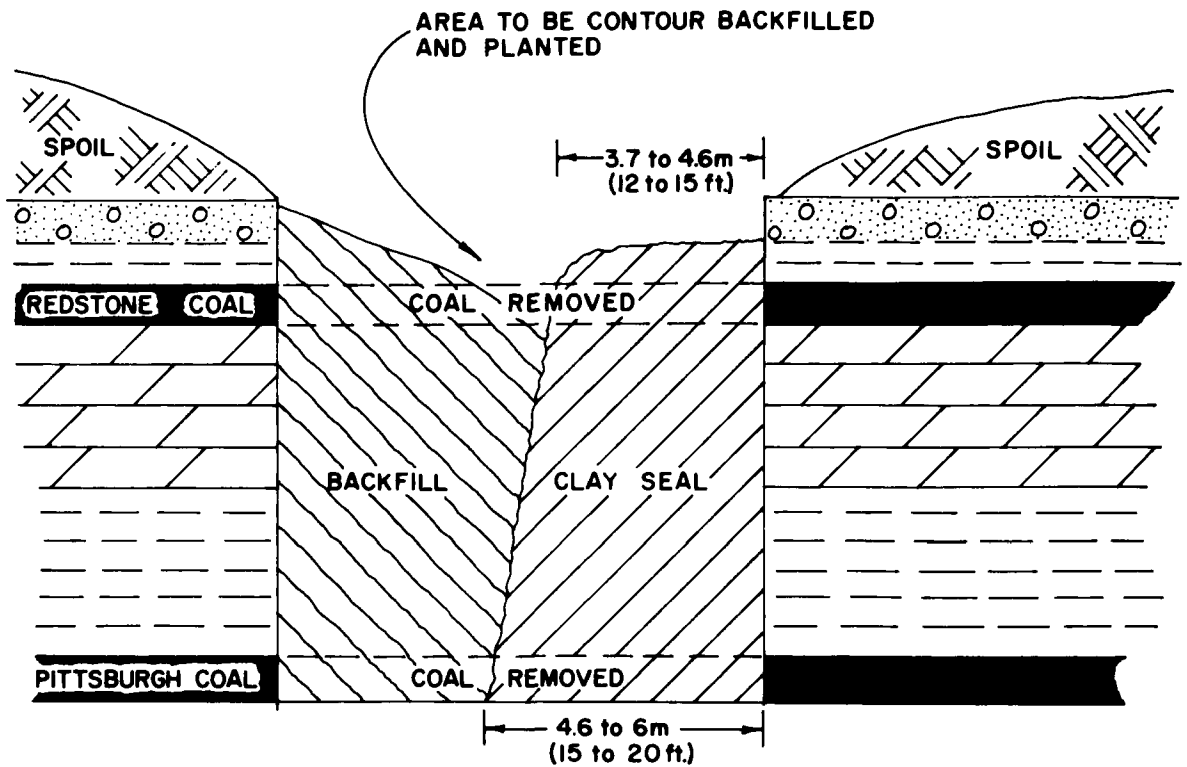 AREA TO BE CONTOUR BACKFILLED
AND PLANTED
SPOIL
3.7 to 4.6m
(12 to 15 ft.)
SPOIL
REDSTONE COAL
COAL REMOVED
BACKFILL
CLAY SEAL
PITTSBURGH COAL
COAL REMOVED
4.6 to 6m
(15 to 20 ft.)